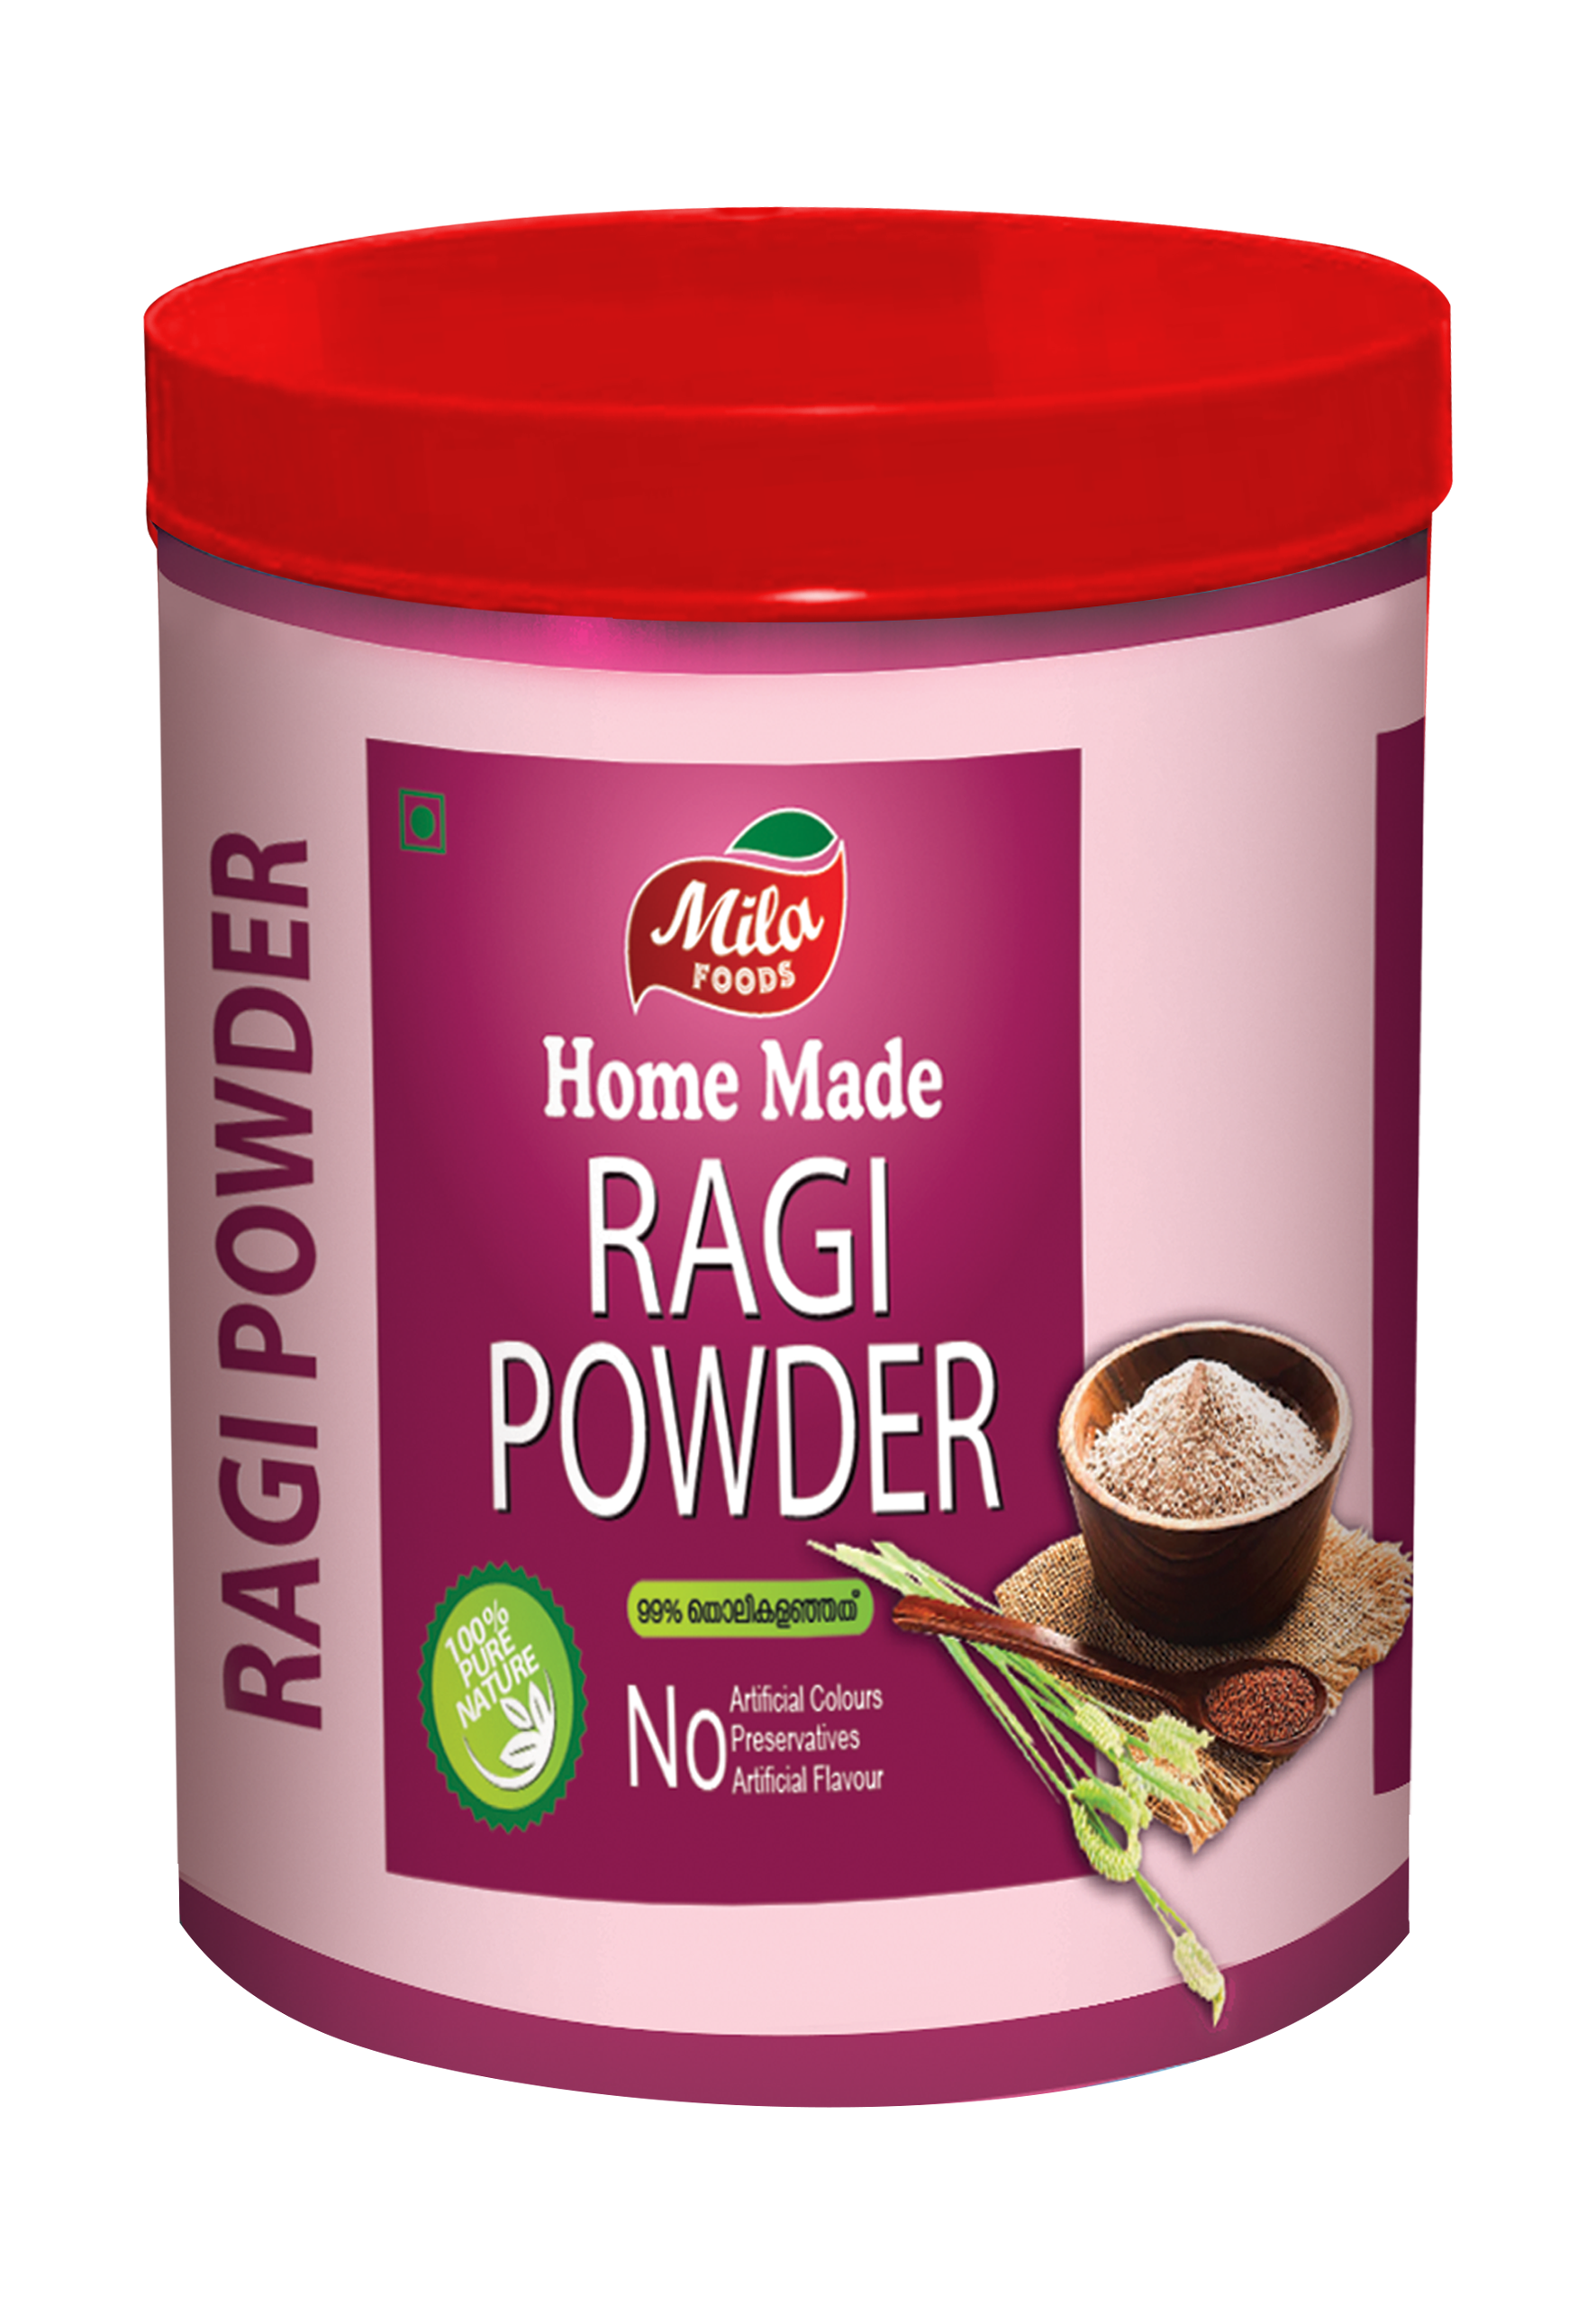 RAGI POWDER
Mila
FOODS
Home Made
RAGI
POWDER
99% തൊലികളഞ്ഞത്
100%
PURE
NATURE
No
Artificial Colours
Preservatives
Artificial Flavour